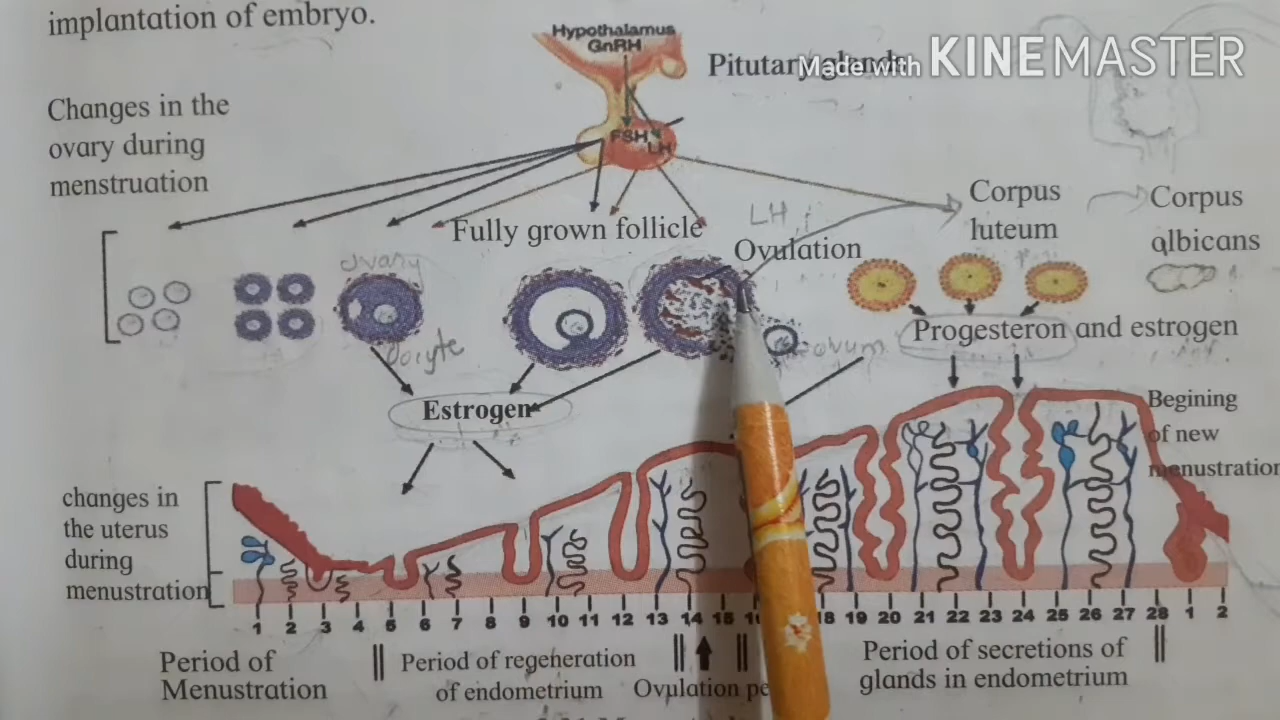 implantation of embryo.
Hypothalamus
GnRH
Pitutary glands
Made with KINEMASTER
Changes in the
ovary during
menstruation
FSH
LH
Fully grown follicle
LH
Ovulation
Corpus
luteum
Corpus
albicans
ovary
oocyte
ovum
Progesteron and estrogen
Estrogen
Begining
of new
menustration
changes in
the uterus
during
menustration
1 2 3 4 5 6 7 8 9 10 11 12 13 14 15 18 19 20 21 22 23 24 25 26 27 28 1 2
Period of
Menustration
Period of regeneration
of endometrium
Ovulation
Period of secretions of
glands in endometrium